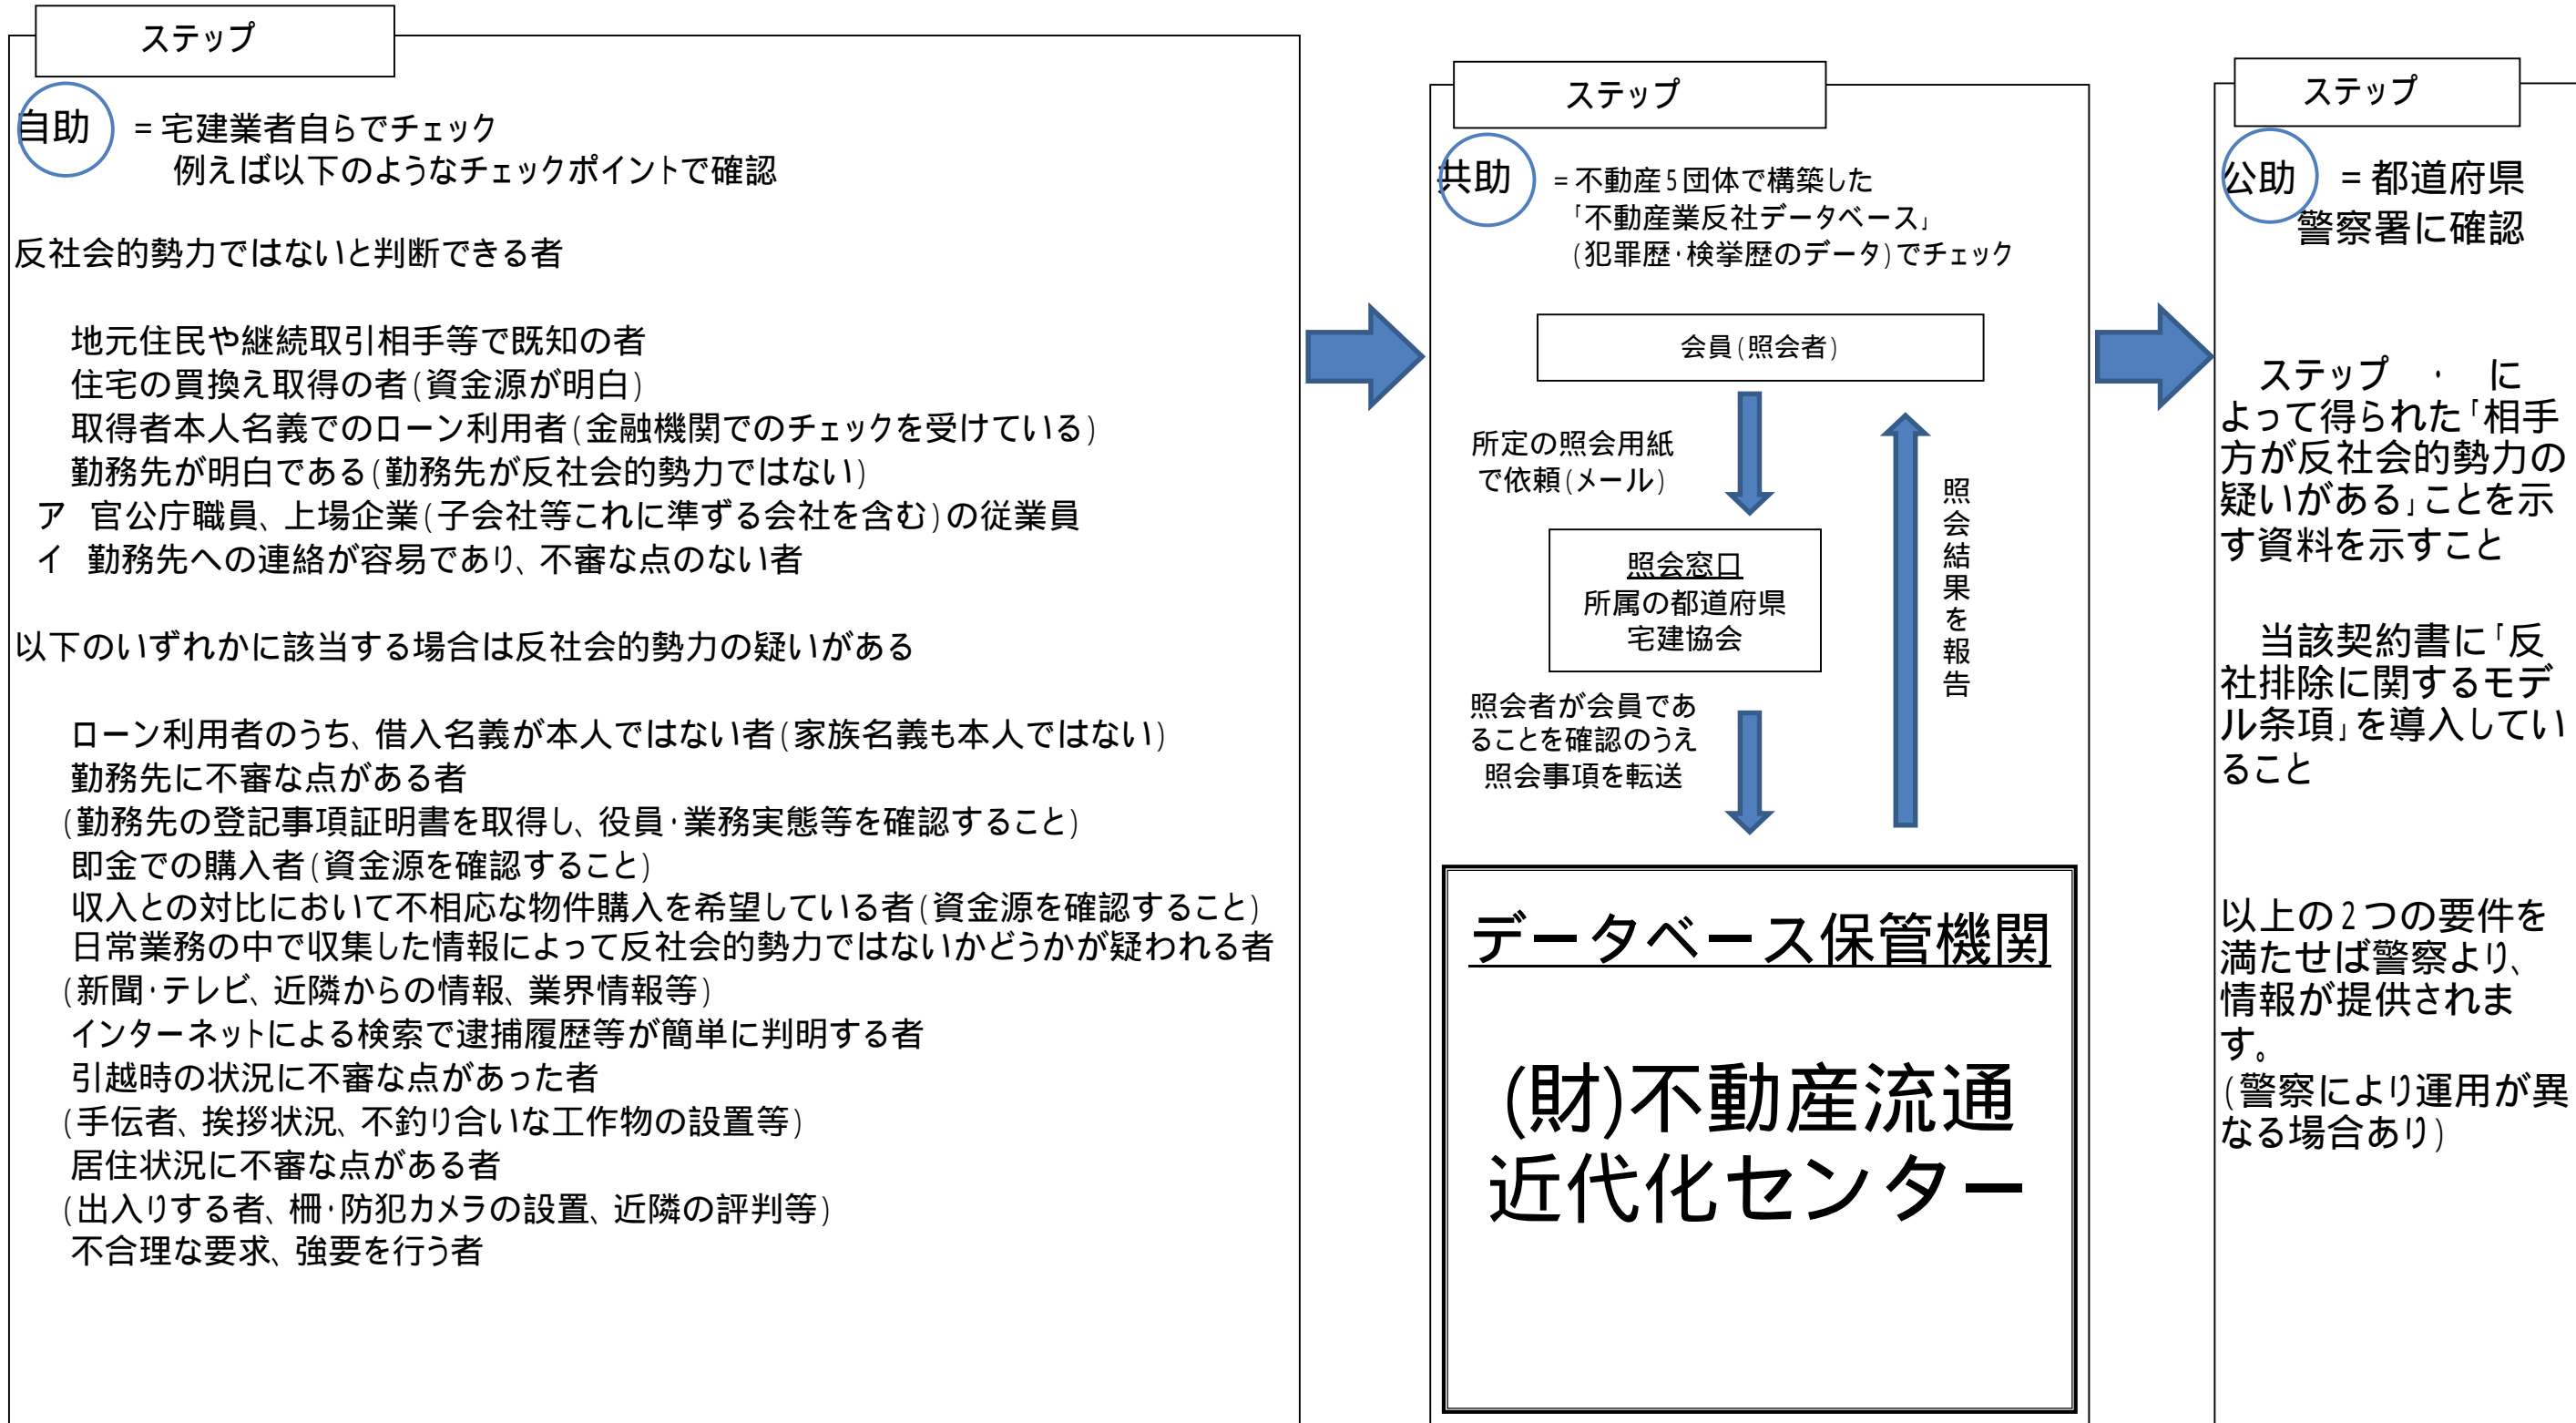 ステップ
自助 =宅建業者自らでチェック
例えば以下のようなチェックポイントで確認
反社会的勢力ではないと判断できる者
地元住民や継続取引相手等で既知の者
住宅の買換え取得の者(資金源が明白)
取得者本人名義でのローン利用者(金融機関でのチェックを受けている)
勤務先が明白である(勤務先が反社会的勢力ではない)
ア 官公庁職員、上場企業(子会社等これに準ずる会社を含む)の従業員
イ 勤務先への連絡が容易であり、不審な点のない者
以下のいずれかに該当する場合は反社会的勢力の疑いがある
ローン利用者のうち、借入名義が本人ではない者(家族名義も本人ではない)
勤務先に不審な点がある者
(勤務先の登記事項証明書を取得し、役員・業務実態等を確認すること)
即金での購入者(資金源を確認すること)
収入との対比において不相応な物件購入を希望している者(資金源を確認すること)
日常業務の中で収集した情報によって反社会的勢力ではないかどうかが疑われる者
(新聞・テレビ、近隣からの情報、業界情報等)
インターネットによる検索で逮捕履歴等が簡単に判明する者
引越時の状況に不審な点があった者
(手伝者、挨拶状況、不釣り合いな工作物の設置等)
居住状況に不審な点がある者
(出入りする者、柵・防犯カメラの設置、近隣の評判等)
不合理な要求、強要を行う者
ステップ
共助 =不動産5団体で構築した
「不動産業反社データベース」
(犯罪歴・検挙歴のデータ)でチェック
会員(照会者)
所定の照会用紙
で依頼(メール)
照会結果を報告
照会窓口
所属の都道府県
宅建協会
照会者が会員であ
ることを確認のうえ
照会事項を転送
データベース保管機関
(財)不動産流通
近代化センター
ステップ
公助 =都道府県
警察署に確認
ステップ ・ に
よって得られた「相手
方が反社会的勢力の
疑いがある」ことを示
す資料を示すこと
当該契約書に「反
社排除に関するモデ
ル条項」を導入してい
ること
以上の2つの要件を
満たせば警察より、
情報が提供されま
す。
(警察により運用が異
なる場合あり)